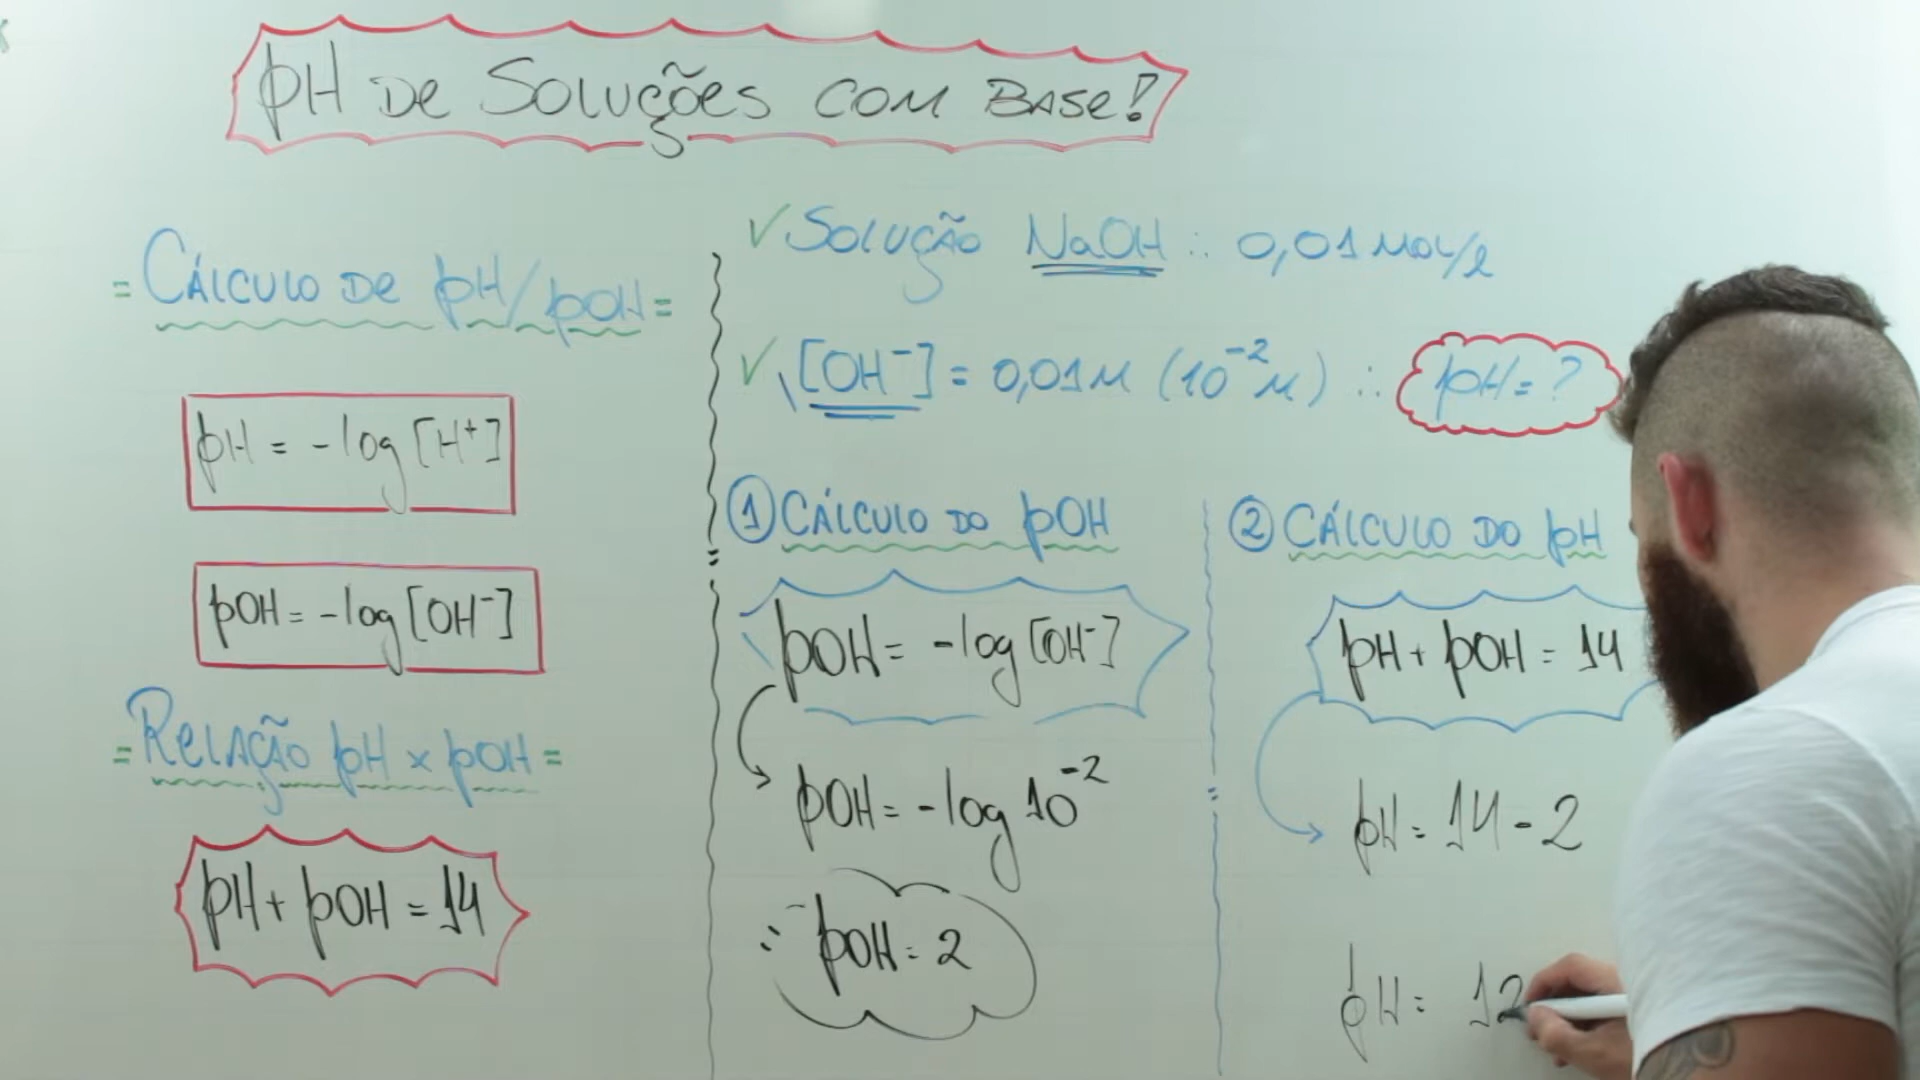 pH DE SOLUÇÕES COM BASE!
= CÁLCULO DE pH/pOH =
pH = -log [H⁺]
pOH = -log [OH⁻]
= RELAÇÃO pH x pOH =
pH + pOH = 14
✓ SOLUÇÃO NaOH ∴ 0,01 MOL/ℓ
✓ [OH⁻] = 0,01M (10⁻²M) ∴ pH = ?
① CÁLCULO DO pOH
pOH = -log [OH⁻]
pOH = -log 10⁻²
∴ pOH = 2
② CÁLCULO DO pH
pH + pOH = 14
pH = 14 - 2
pH = 12